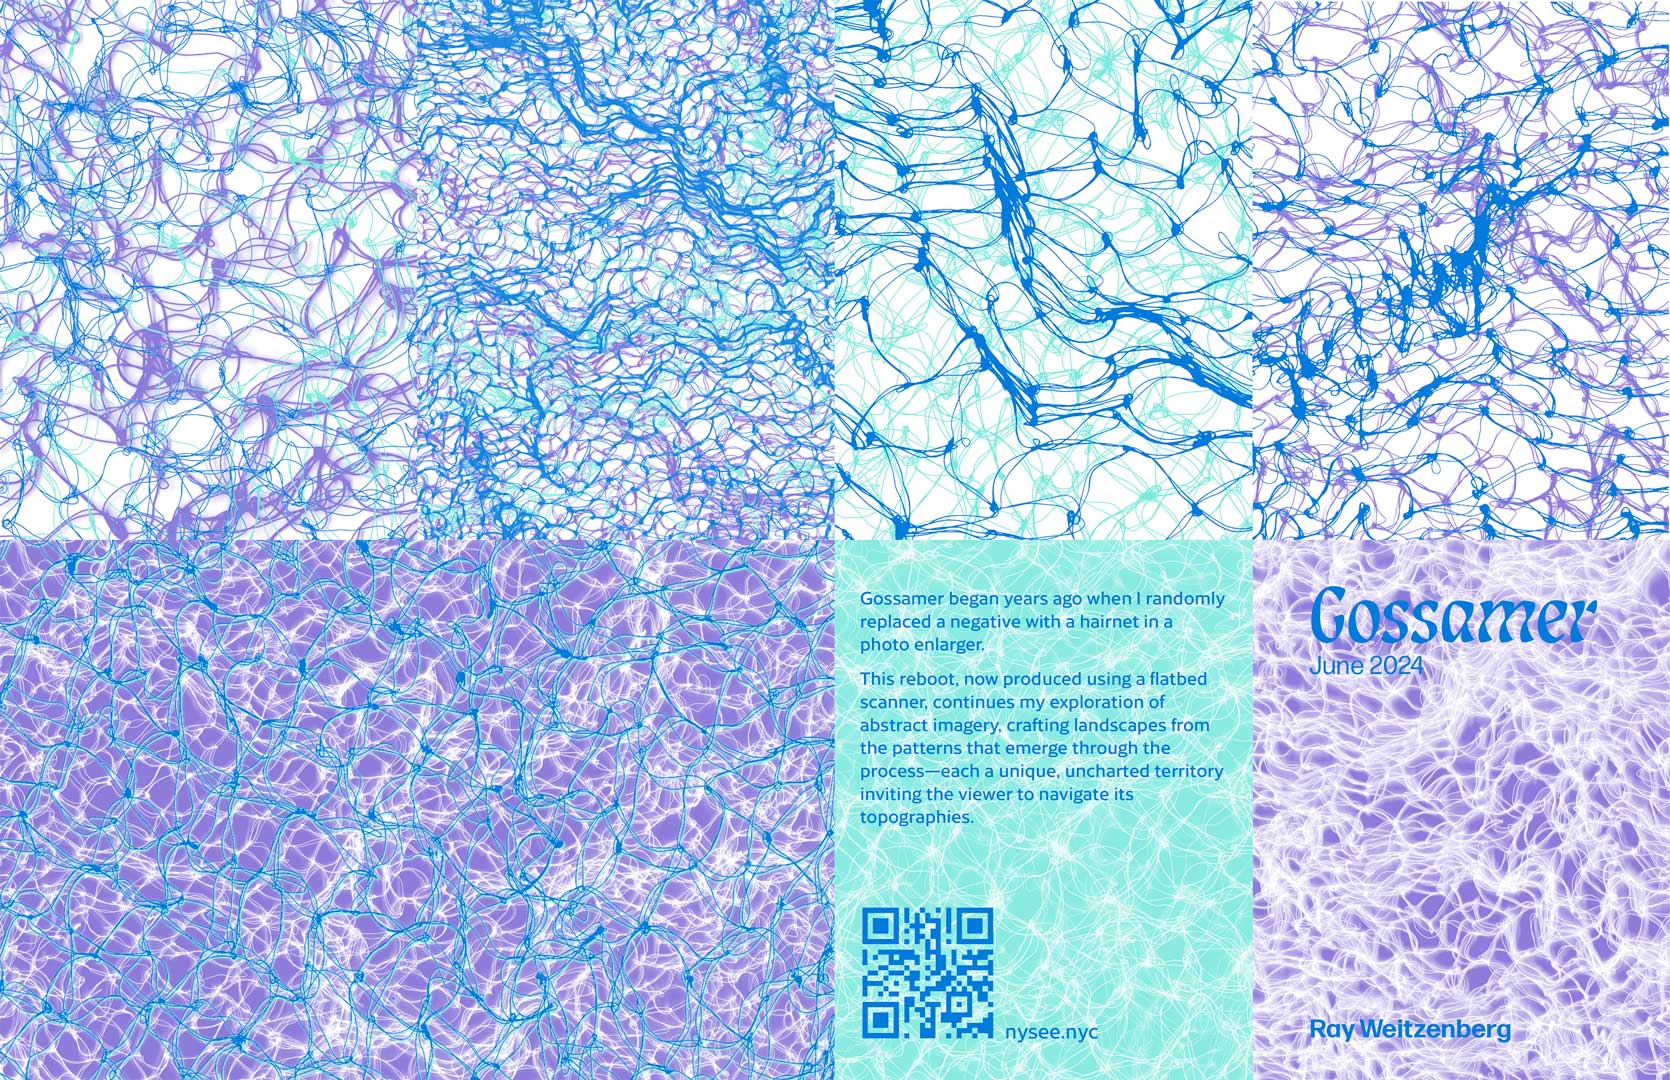 Gossamer began years ago when I randomly
replaced a negative with a hairnet in a
photo enlarger.
This reboot, now produced using a flatbed
scanner, continues my exploration of
abstract imagery, crafting landscapes from
the patterns that emerge through the
process—each a unique, uncharted territory
inviting the viewer to navigate its
topographies.
nysee.nyc
Gossamer
June 2024
Ray Weitzenberg